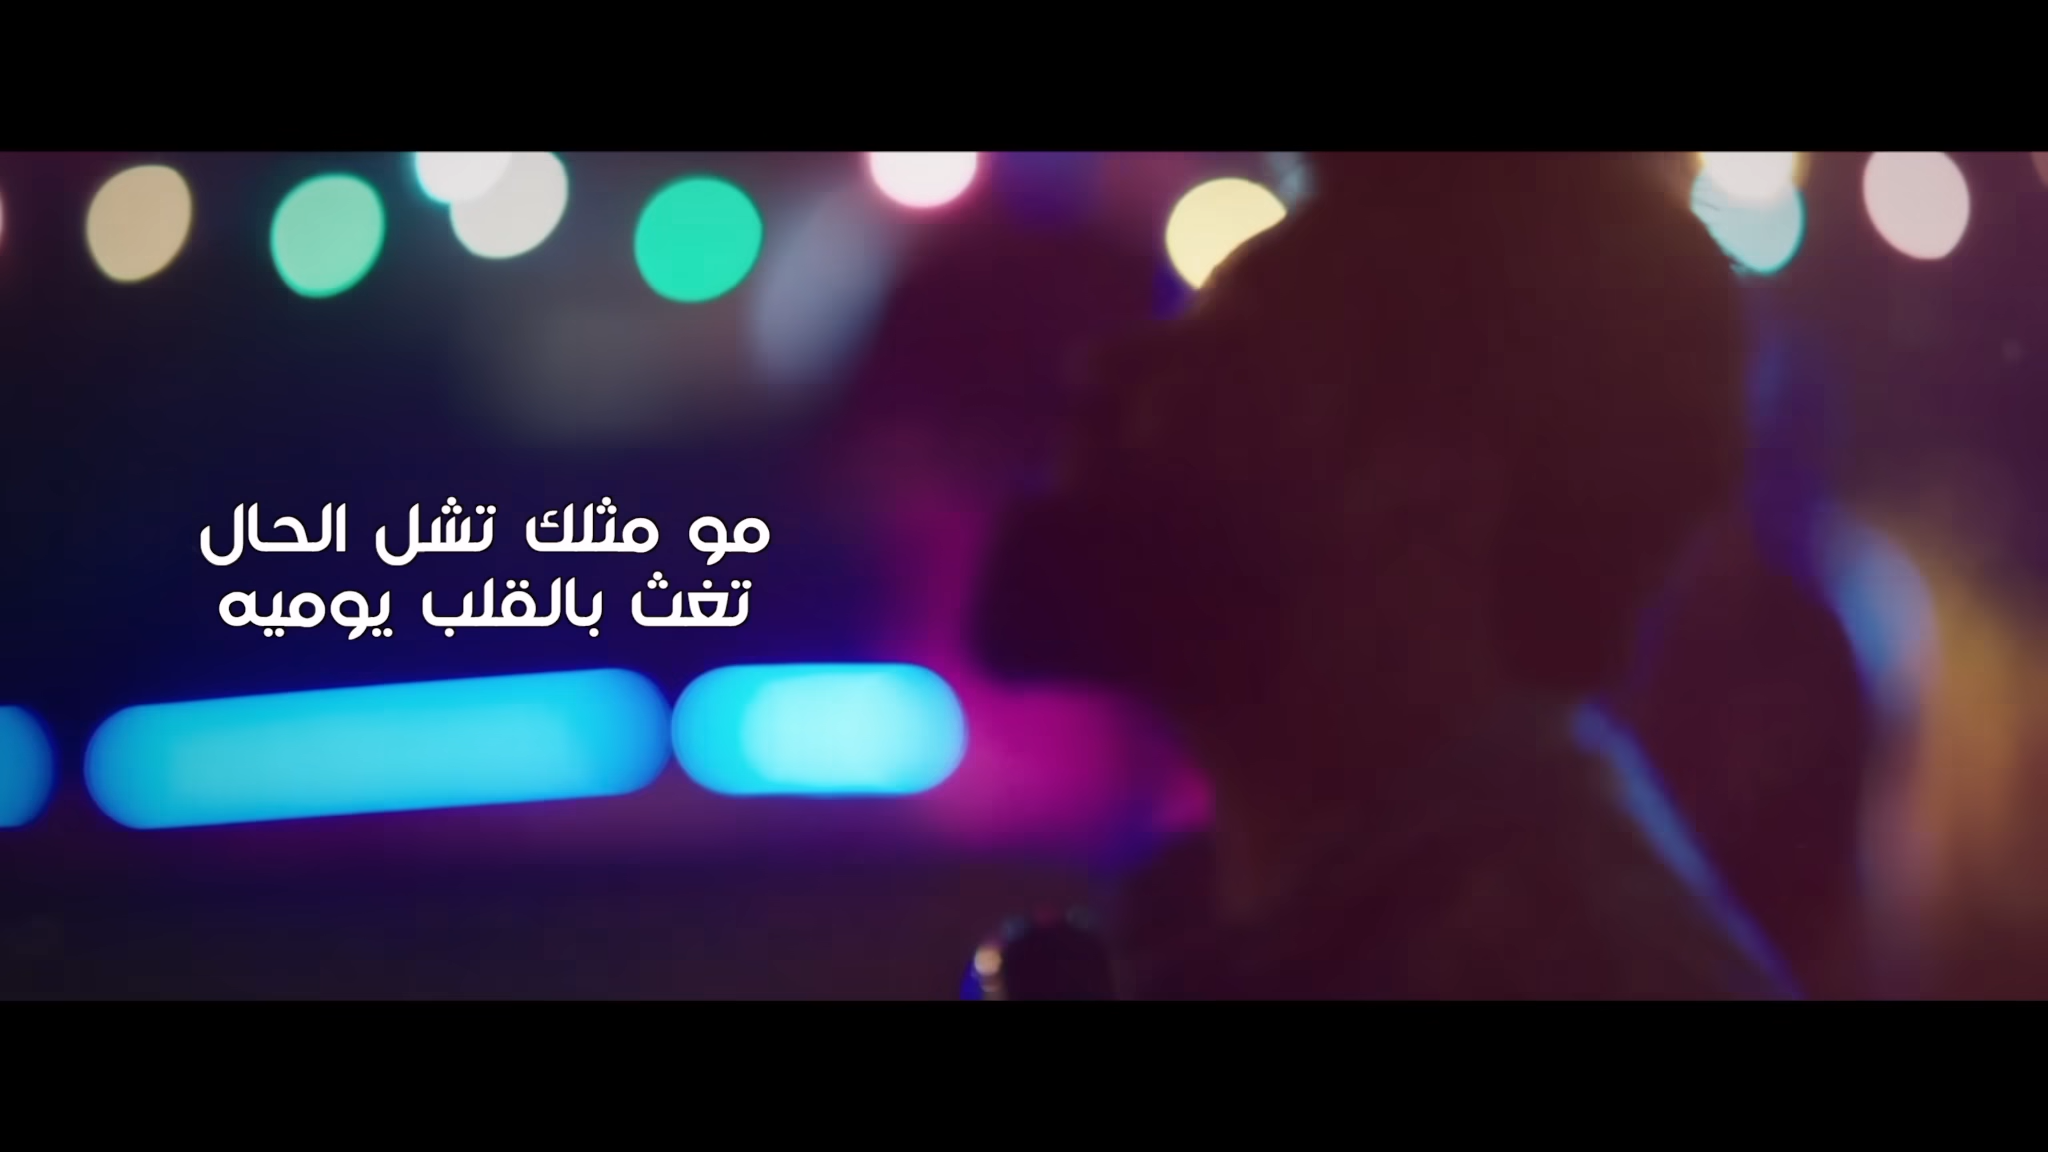 مو مثلك تشل الحال
تغث بالقلب يوميه